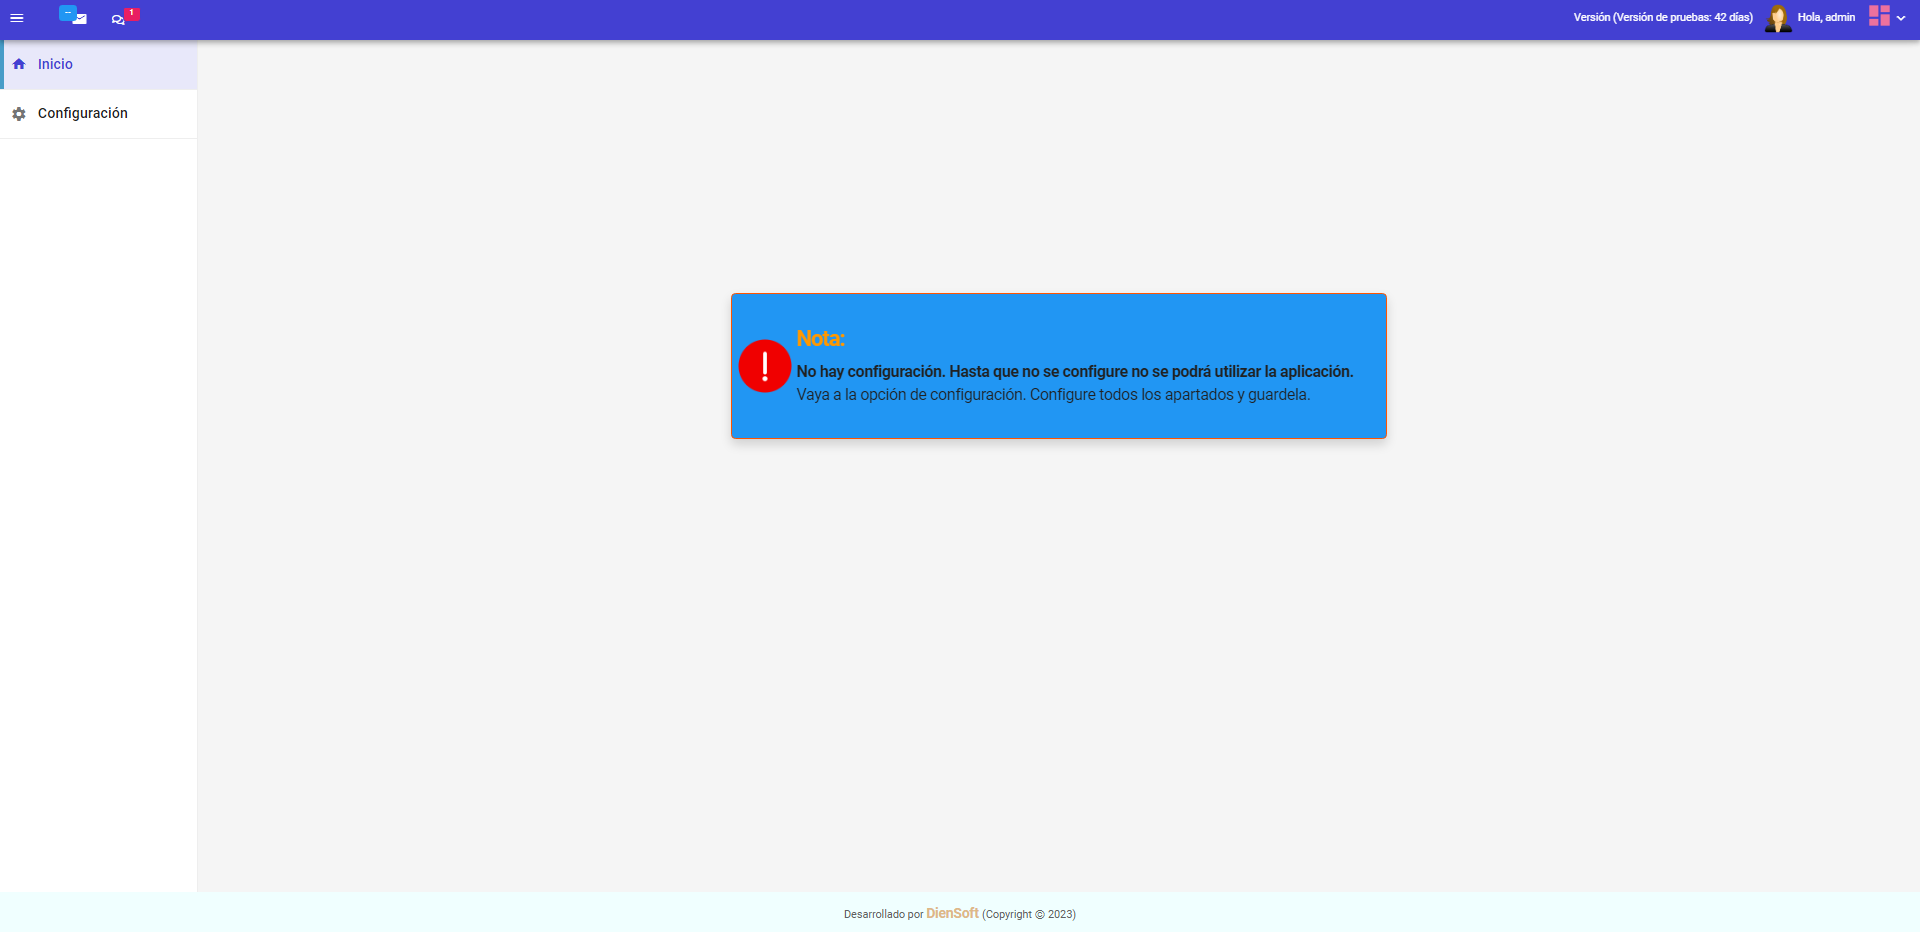 1
Versión (Versión de pruebas: 42 días)
Hola, admin
Inicio
Configuración
Nota:
No hay configuración. Hasta que no se configure no se podrá utilizar la aplicación.
Vaya a la opción de configuración. Configure todos los apartados y guardela.
Desarrollado por DienSoft (Copyright © 2023)